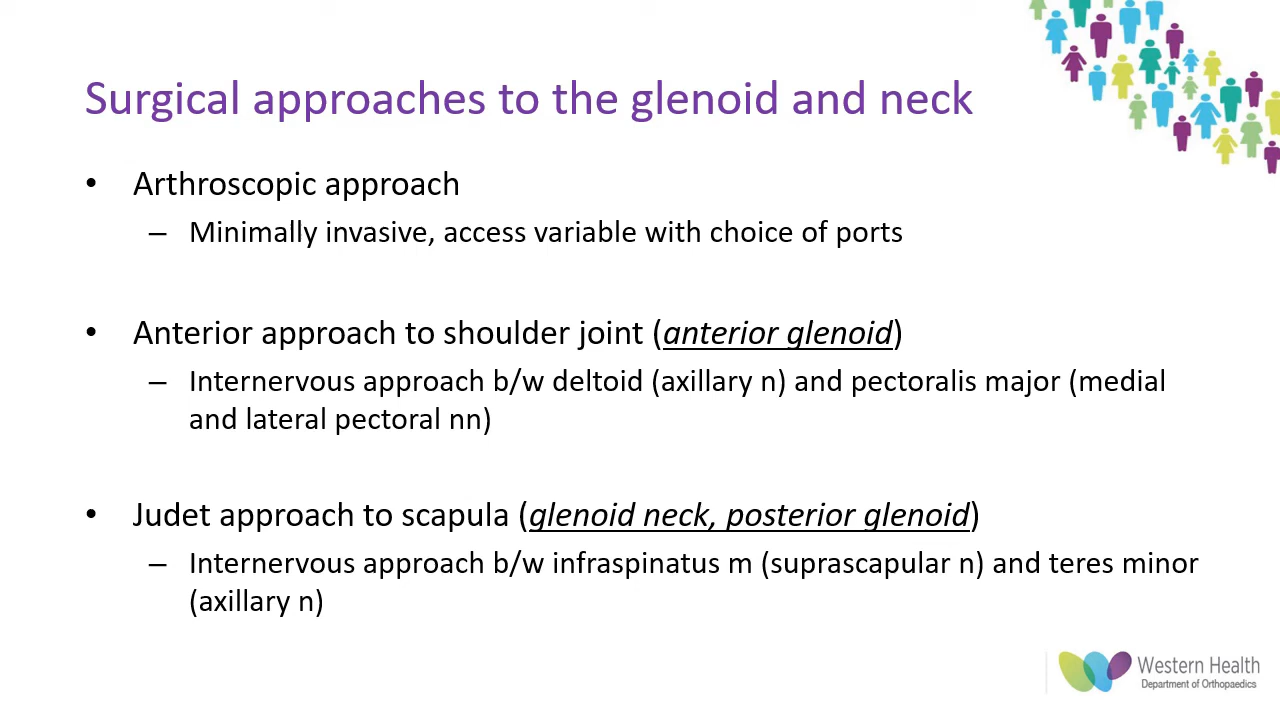 Surgical approaches to the glenoid and neck
• Arthroscopic approach
– Minimally invasive, access variable with choice of ports
• Anterior approach to shoulder joint (anterior glenoid)
– Internervous approach b/w deltoid (axillary n) and pectoralis major (medial
and lateral pectoral nn)
• Judet approach to scapula (glenoid neck, posterior glenoid)
– Internervous approach b/w infraspinatus m (suprascapular n) and teres minor
(axillary n)
Western Health
Department of Orthopaedics